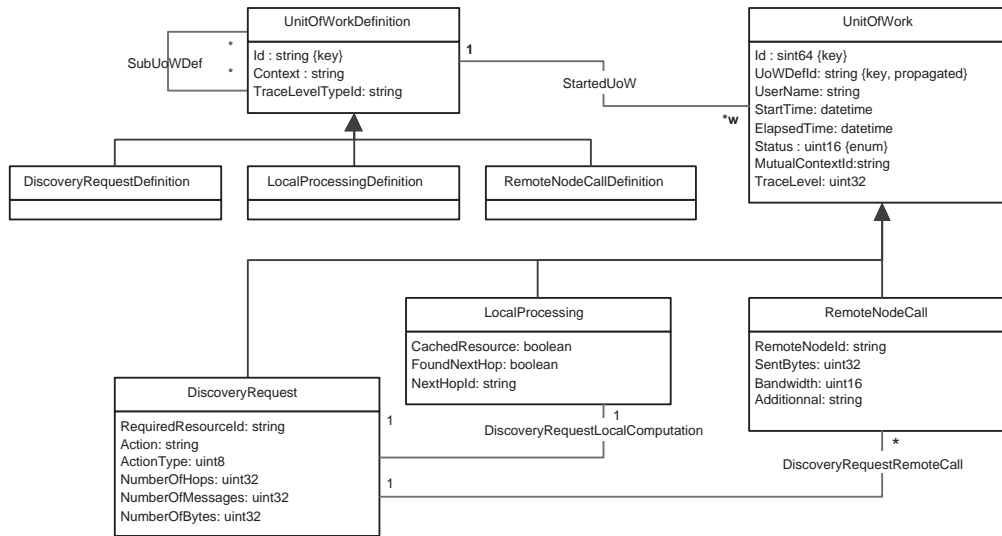 UnitOfWorkDefinition
Id : string {key}
Context : string
TraceLevelTypeId: string
*
*
SubUoWDef
1
StartedUoW
*w
UnitOfWork
Id : sint64 {key}
UoWDefId: string {key, propagated}
UserName: string
StartTime: datetime
ElapsedTime: datetime
Status : uint16 {enum}
MutualContextId:string
TraceLevel: uint32
DiscoveryRequestDefinition
LocalProcessingDefinition
RemoteNodeCallDefinition
LocalProcessing
CachedResource: boolean
FoundNextHop: boolean
NextHopId: string
RemoteNodeCall
RemoteNodeId: string
SentBytes: uint32
Bandwidth: uint16
Additionnal: string
DiscoveryRequest
RequiredResourceId: string
Action: string
ActionType: uint8
NumberOfHops: uint32
NumberOfMessages: uint32
NumberOfBytes: uint32
1
1
DiscoveryRequestLocalComputation
1
*
DiscoveryRequestRemoteCall